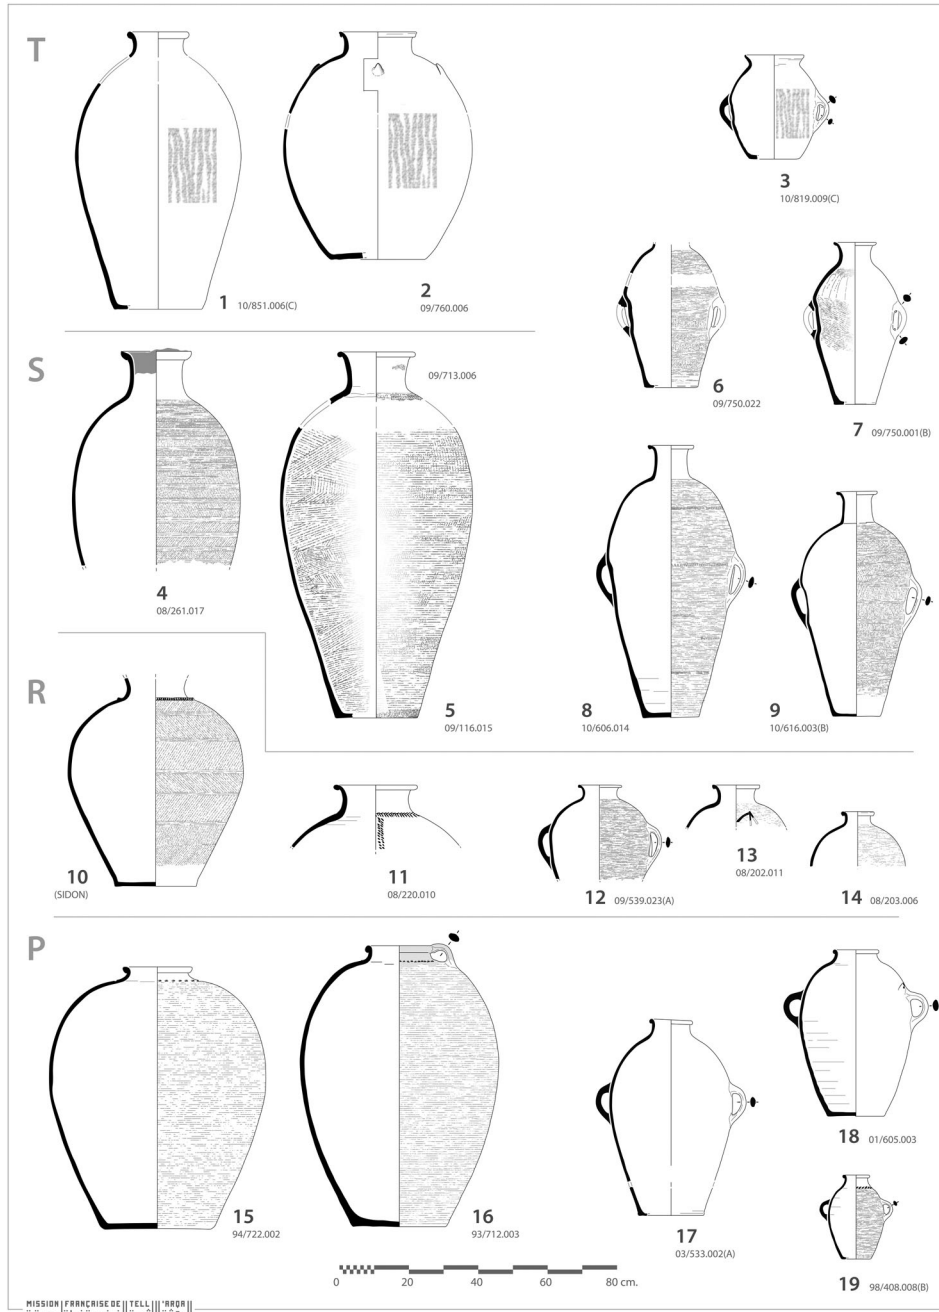 T
1 10/851.006(C)
2
09/760.006
3
10/819.009(C)
6
09/750.022
7 09/750.001(B)
S
09/713.006
4
08/261.017
5
09/116.015
8
10/606.014
9
10/616.003(B)
R
10
(SIDON)
11
08/220.010
12 09/539.023(A)
13
08/202.011
14 08/203.006
P
15
94/722.002
16
93/712.003
17
03/533.002(A)
18 01/605.003
19 98/408.008(B)
0 20 40 60 80 cm.
MISSION FRANÇAISE DE TELL 'ARQA